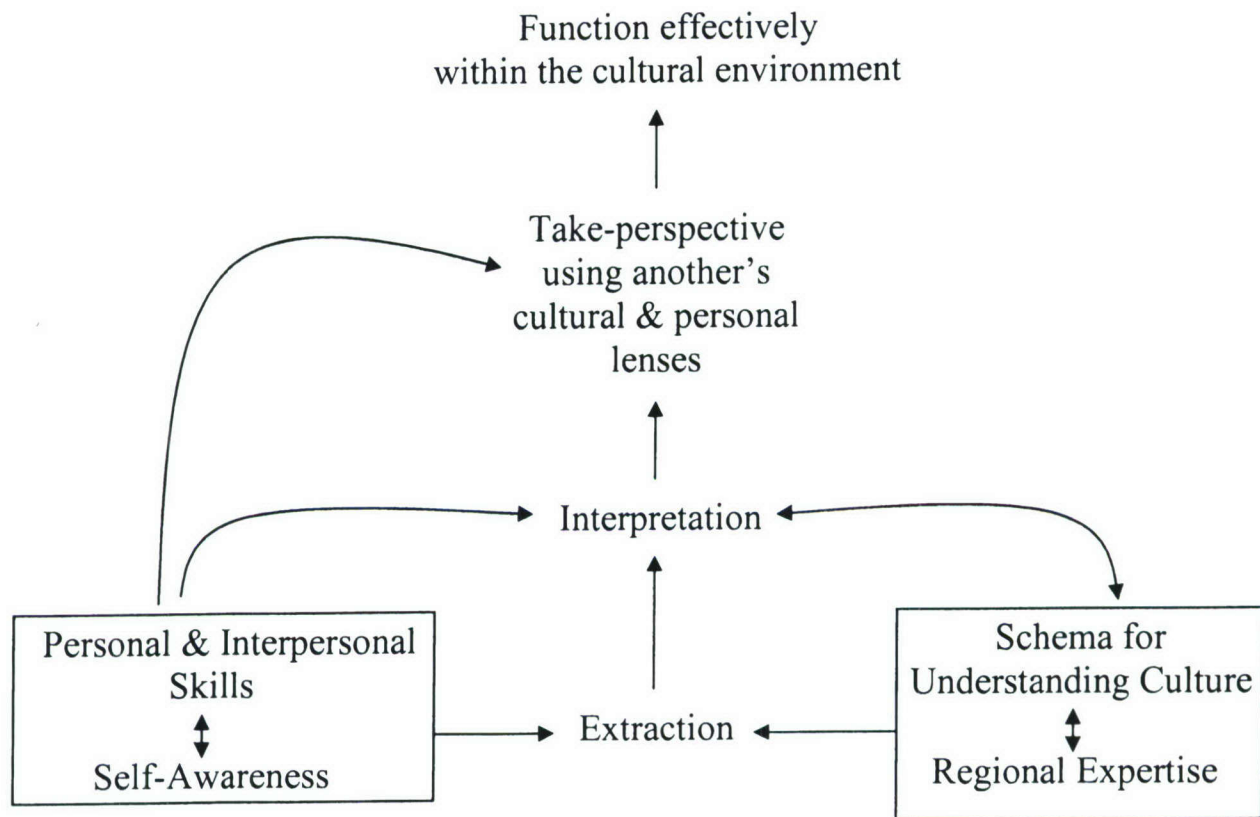 Function effectively
within the cultural environment
Take-perspective
using another's
cultural & personal
lenses
Interpretation
Personal & Interpersonal
Skills
Self-Awareness
Extraction
Schema for
Understanding Culture
Regional Expertise